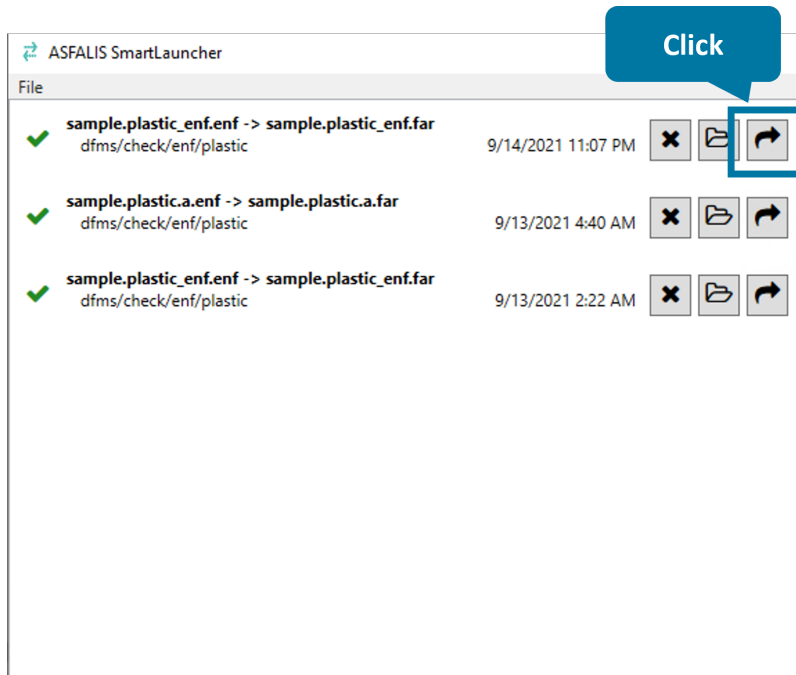 Click
ASFALIS SmartLauncher
File
sample.plastic_enf.enf -> sample.plastic_enf.far
dfms/check/enf/plastic
9/14/2021 11:07 PM
sample.plastic.a.enf -> sample.plastic.a.far
dfms/check/enf/plastic
9/13/2021 4:40 AM
sample.plastic_enf.enf -> sample.plastic_enf.far
dfms/check/enf/plastic
9/13/2021 2:22 AM